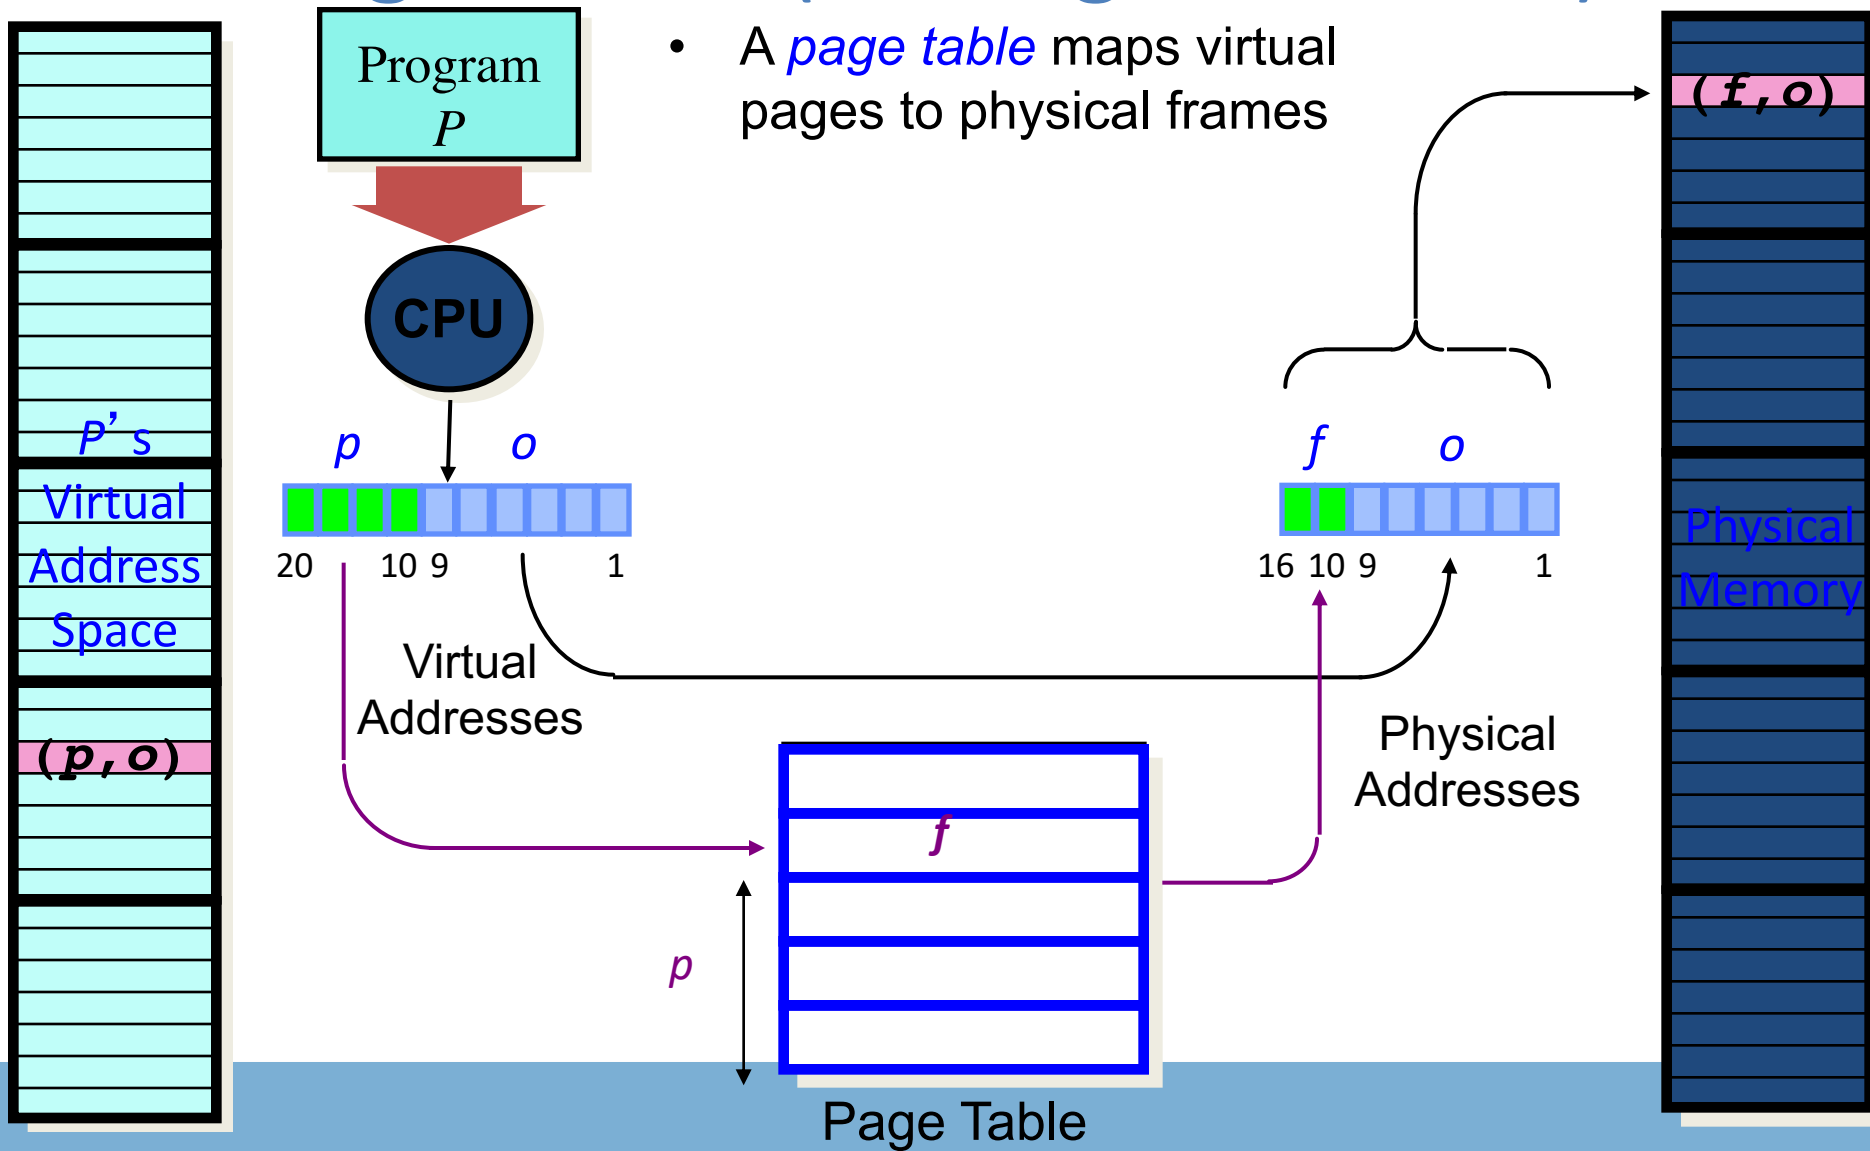 Program
P
• A page table maps virtual
pages to physical frames
(f,o)
CPU
P’s
Virtual
Address
Space
(p,o)
p
o
20
10
9
1
Virtual
Addresses
f
o
16
10
9
1
Physical
Addresses
Physical
Memory
f
p
Page Table